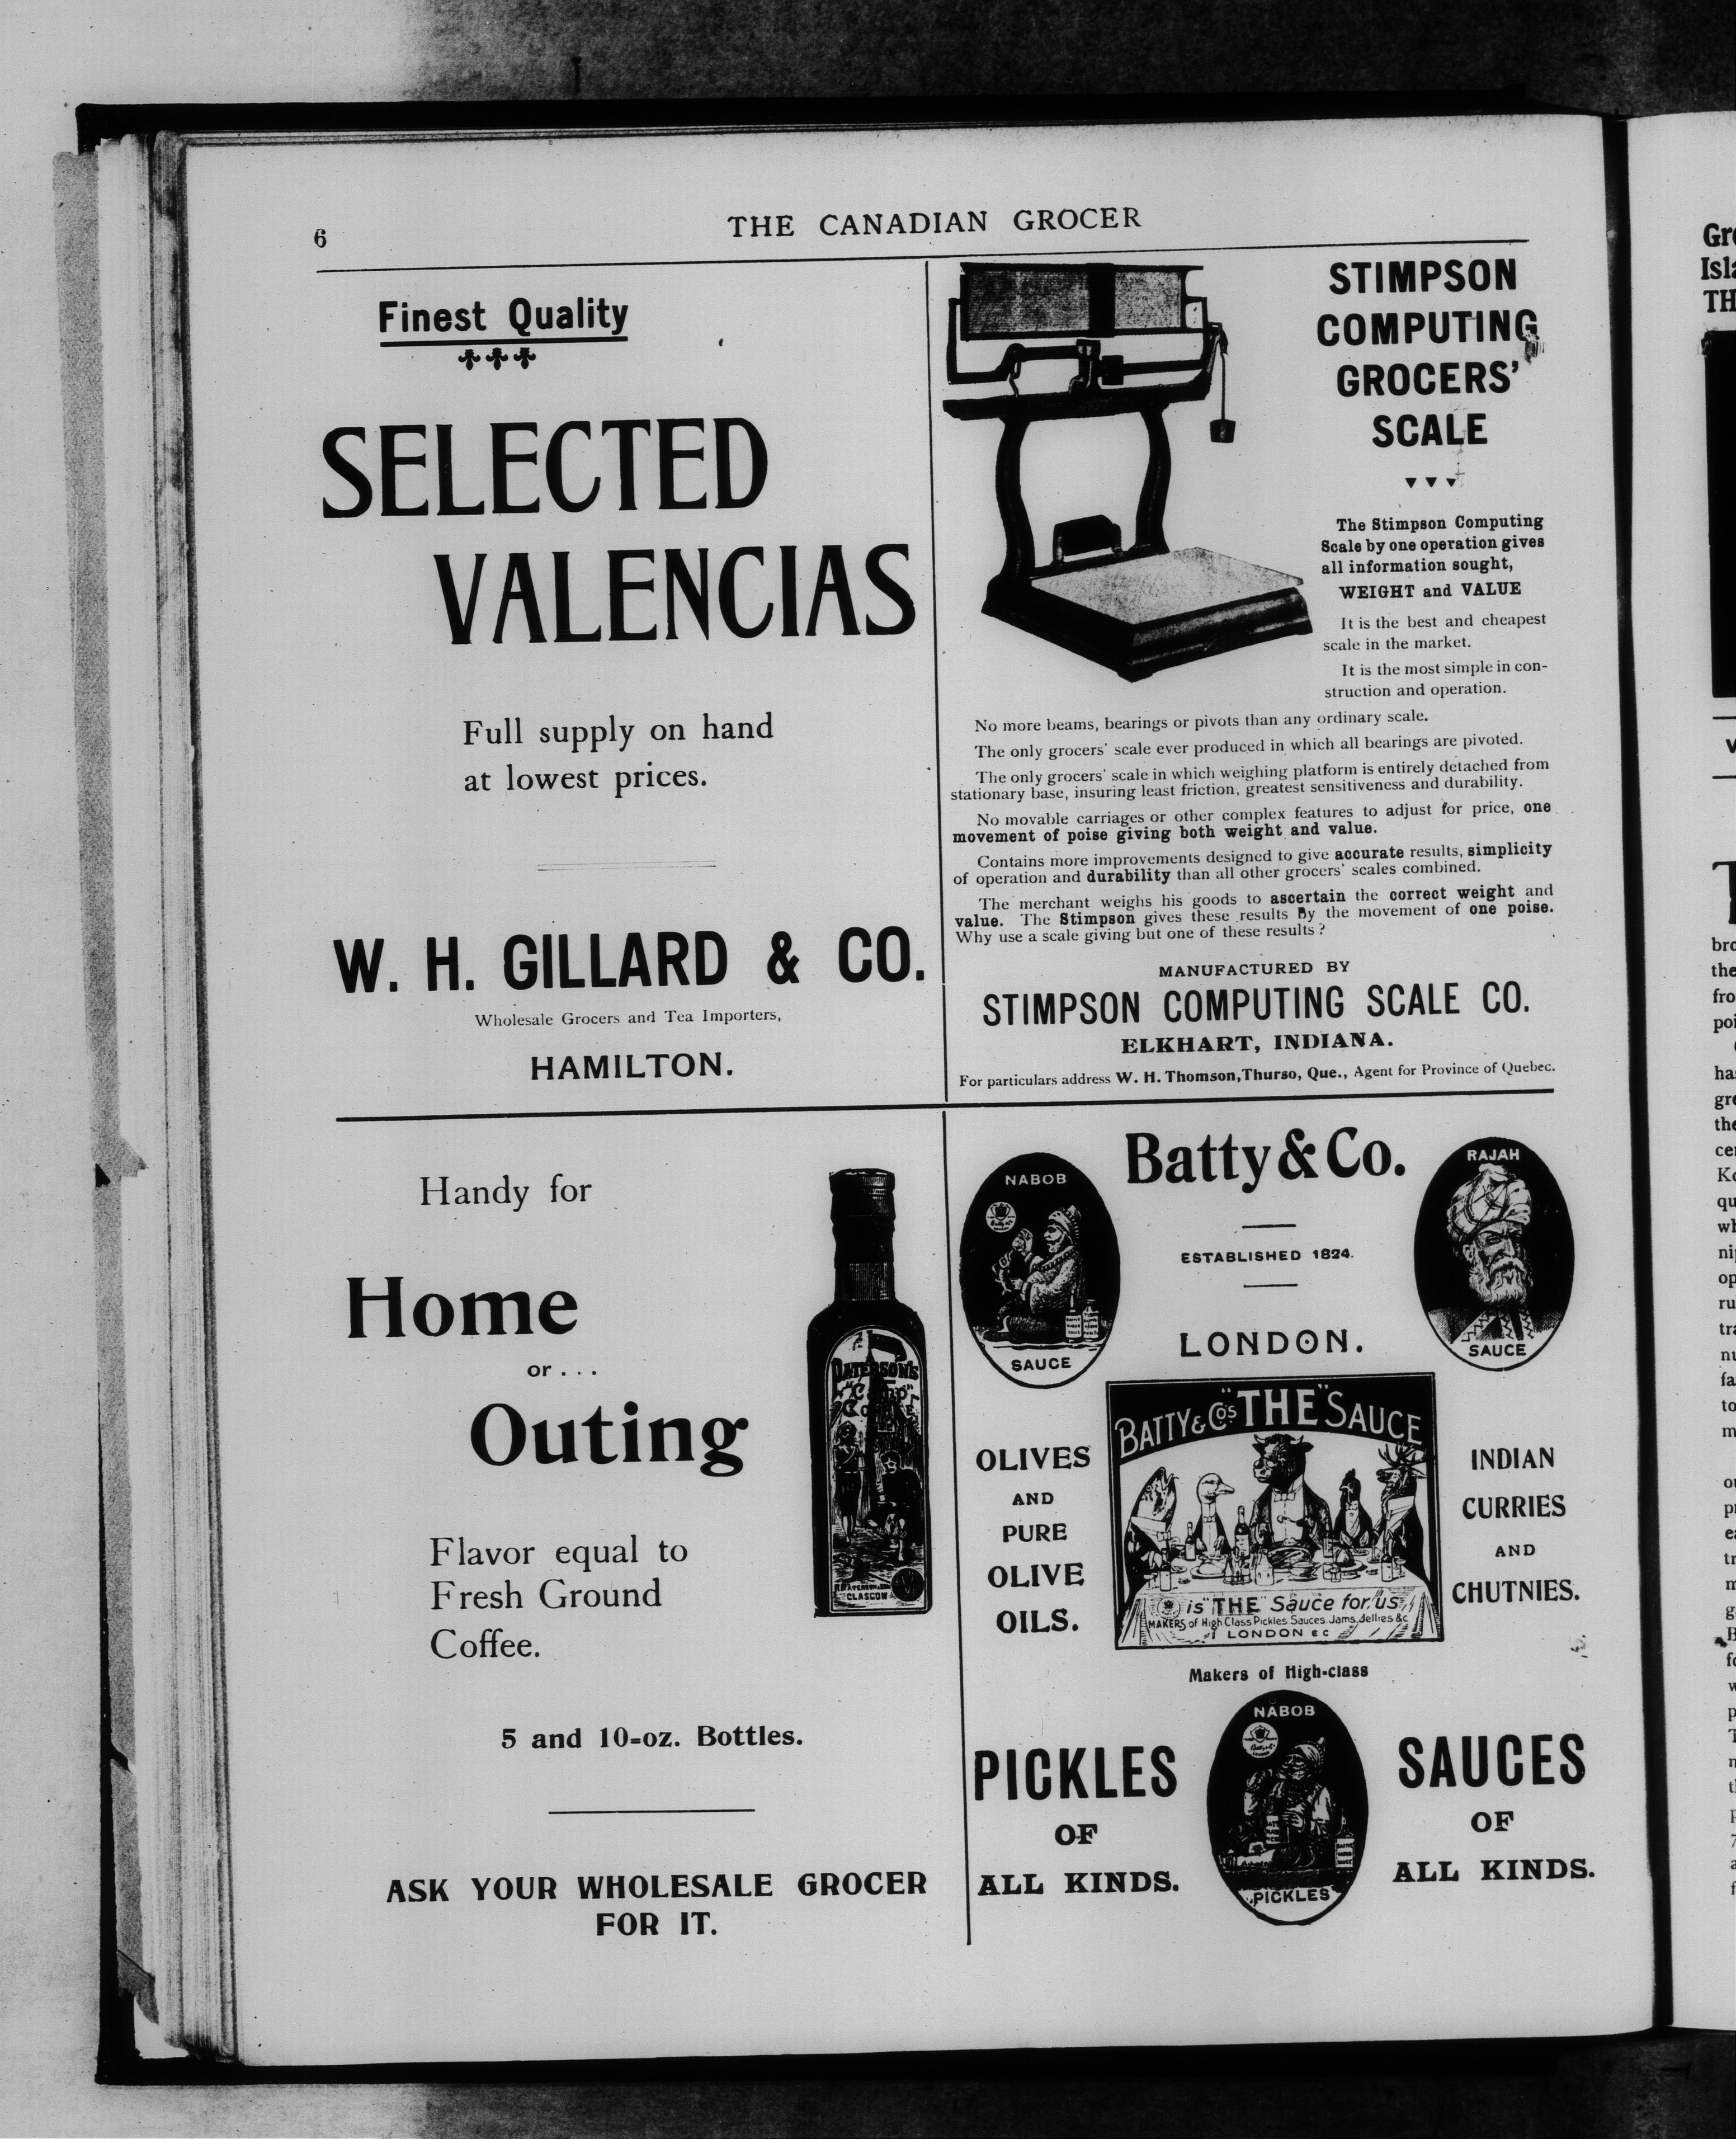 6
THE CANADIAN GROCER
Finest Quality
SELECTED
VALENCIAS
Full supply on hand
at lowest prices.
W. H. GILLARD & CO.
Wholesale Grocers and Tea Importers,
HAMILTON.
STIMPSON
COMPUTING
GROCERS'
SCALE
The Stimpson Computing
Scale by one operation gives
all information sought,
WEIGHT and VALUE
It is the best and cheapest
scale in the market.
It is the most simple in con-
struction and operation.
No more beams, bearings or pivots than any ordinary scale.
The only grocers' scale ever produced in which all bearings are pivoted.
The only grocers' scale in which weighing platform is entirely detached from
stationary base, insuring least friction, greatest sensitiveness and durability.
No movable carriages or other complex features to adjust for price, one
movement of poise giving both weight and value.
Contains more improvements designed to give accurate results, simplicity
of operation and durability than all other grocers' scales combined.
The merchant weighs his goods to ascertain the correct weight and
value. The Stimpson gives these results by the movement of one poise.
Why use a scale giving but one of these results?
MANUFACTURED BY
STIMPSON COMPUTING SCALE CO.
ELKHART, INDIANA.
For particulars address W. H. Thomson, Thurso, Que., Agent for Province of Quebec.
Handy for
Home
or . . .
Outing
Flavor equal to
Fresh Ground
Coffee.
5 and 10-oz. Bottles.
ASK YOUR WHOLESALE GROCER
FOR IT.
PATERSON'S
"Camp"
GLASGOW
Batty & Co.
ESTABLISHED 1824.
LONDON.
NABOB
SAUCE
RAJAH
SAUCE
OLIVES
AND
PURE
OLIVE
OILS.
BATTY & Co's "THE" SAUCE
is "THE" Sauce for us
MAKERS of High Class Pickles Sauces Jams Jellies &c
LONDON E C
INDIAN
CURRIES
AND
CHUTNIES.
Makers of High-class
PICKLES
OF
ALL KINDS.
NABOB
PICKLES
SAUCES
OF
ALL KINDS.